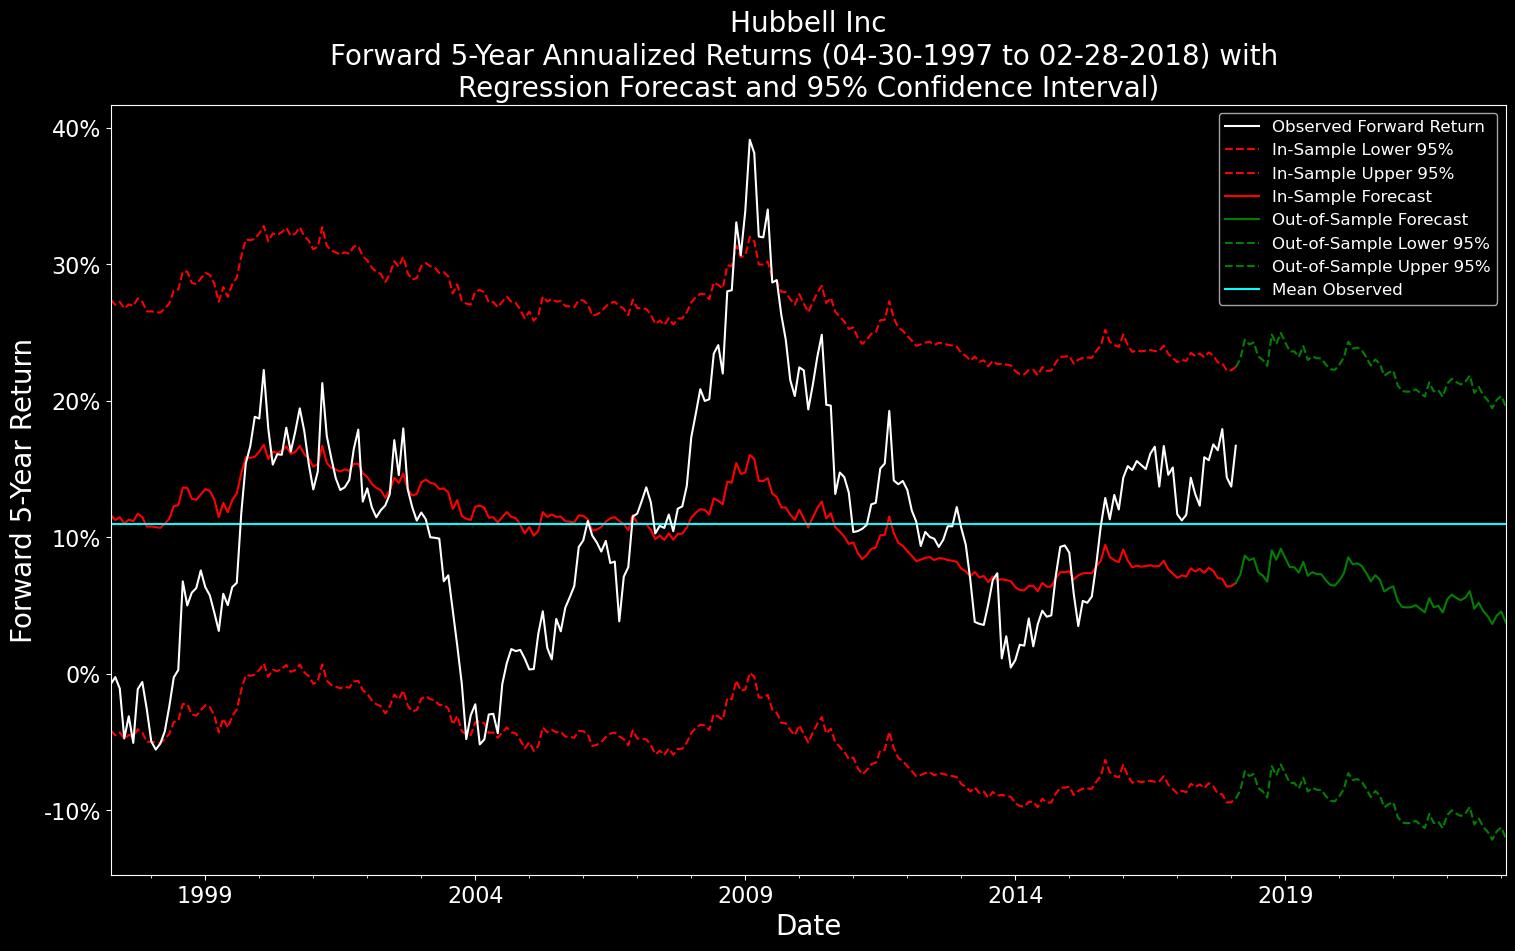 Hubbell Inc
Forward 5-Year Annualized Returns (04-30-1997 to 02-28-2018) with
Regression Forecast and 95% Confidence Interval)
Forward 5-Year Return
40%
30%
20%
10%
0%
-10%
Observed Forward Return
In-Sample Lower 95%
In-Sample Upper 95%
In-Sample Forecast
Out-of-Sample Forecast
Out-of-Sample Lower 95%
Out-of-Sample Upper 95%
Mean Observed
1999
2004
2009
2014
2019
Date